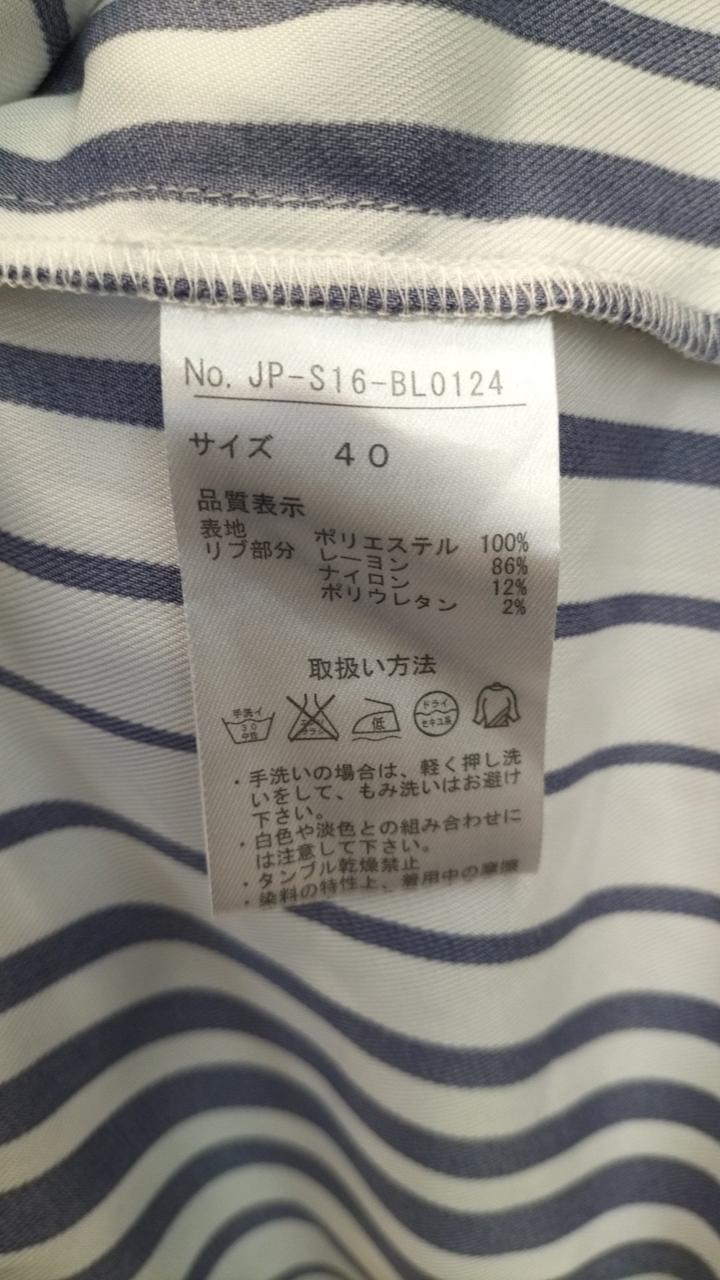 No. JP-S16-BL0124
サイズ 40
品質表示
表地 ポリエステル 100%
リブ部分 レーヨン 86%
ナイロン 12%
ポリウレタン 2%
取扱い方法
手洗イ 30 中性
低
ドライ セキユ系
・手洗いの場合は、軽く押し洗
いをして、もみ洗いはお避け
下さい。
・白色や淡色との組み合わせに
は注意して下さい。
・タンブル乾燥禁止
・染料の特性上、着用中の摩擦